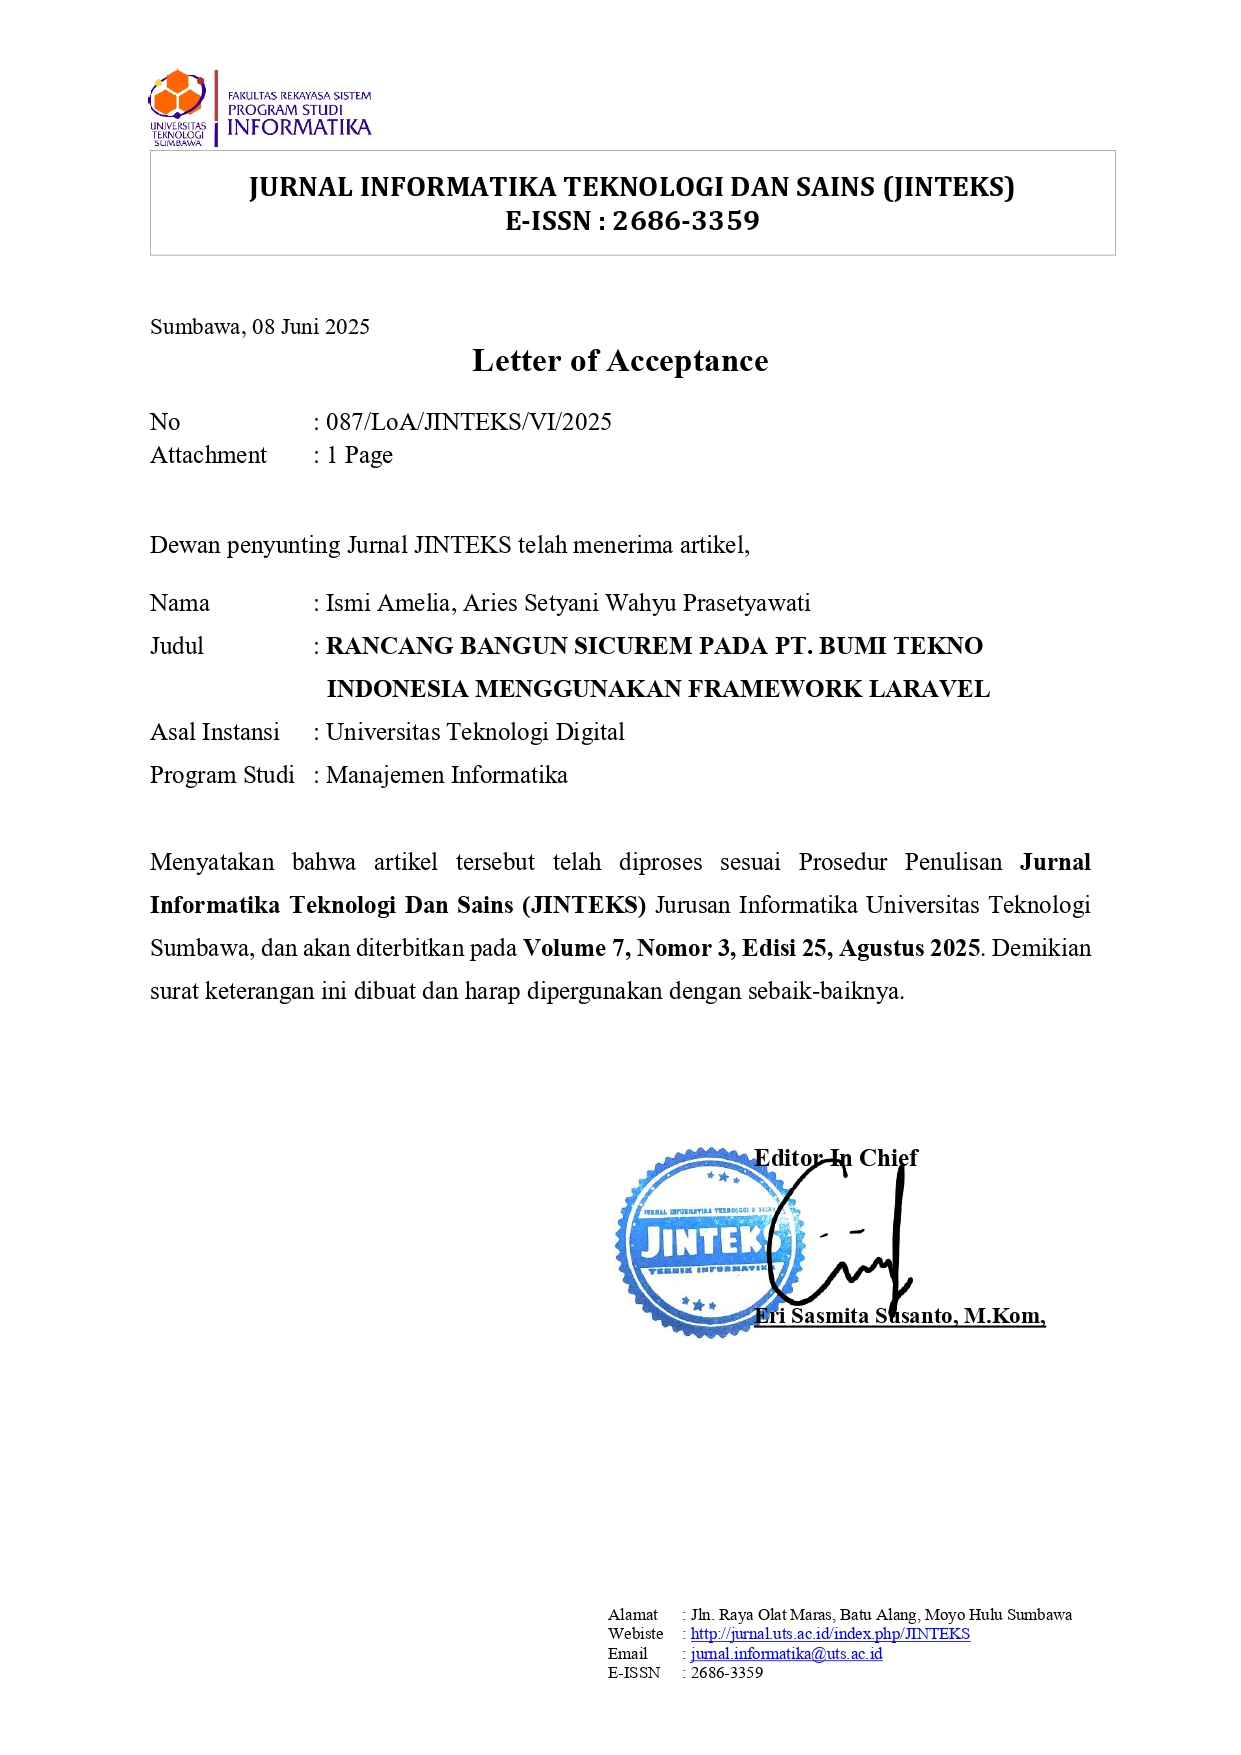 UNIVERSITAS
TEKNOLOGI
SUMBAWA
FAKULTAS REKAYASA SISTEM
PROGRAM STUDI
INFORMATIKA
JURNAL INFORMATIKA TEKNOLOGI DAN SAINS (JINTEKS)
E-ISSN : 2686-3359
Sumbawa, 08 Juni 2025
Letter of Acceptance
No : 087/LoA/JINTEKS/VI/2025
Attachment : 1 Page
Dewan penyunting Jurnal JINTEKS telah menerima artikel,
Nama : Ismi Amelia, Aries Setyani Wahyu Prasetyawati
Judul : RANCANG BANGUN SICUREM PADA PT. BUMI TEKNO
INDONESIA MENGGUNAKAN FRAMEWORK LARAVEL
Asal Instansi : Universitas Teknologi Digital
Program Studi : Manajemen Informatika
Menyatakan bahwa artikel tersebut telah diproses sesuai Prosedur Penulisan Jurnal
Informatika Teknologi Dan Sains (JINTEKS) Jurusan Informatika Universitas Teknologi
Sumbawa, dan akan diterbitkan pada Volume 7, Nomor 3, Edisi 25, Agustus 2025. Demikian
surat keterangan ini dibuat dan harap dipergunakan dengan sebaik-baiknya.
Editor In Chief
JURNAL INFORMATIKA TEKNOLOGI & SAINS
JINTEKS
TEKNIK INFORMATIKA
Eri Sasmita Susanto, M.Kom,
Alamat : Jln. Raya Olat Maras, Batu Alang, Moyo Hulu Sumbawa
Webiste : http://jurnal.uts.ac.id/index.php/JINTEKS
Email : jurnal.informatika@uts.ac.id
E-ISSN : 2686-3359